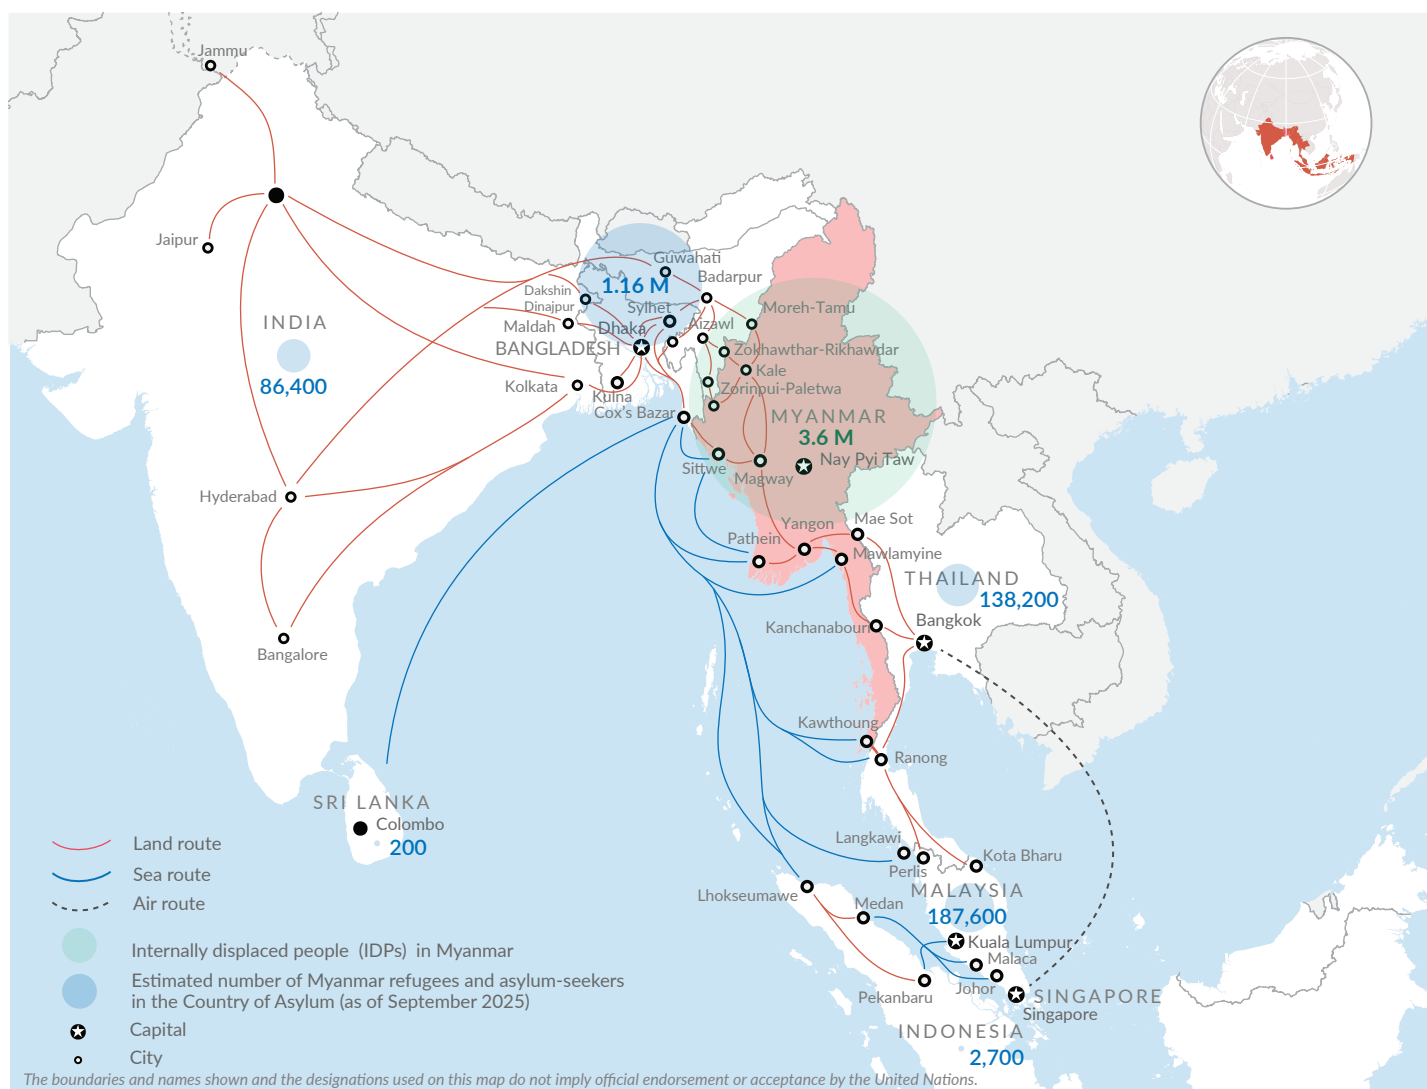 Jammu
Jaipur
Guwahati
Badarpur
1.16 M
Dakshin
Dinajpur
Sylhet
Moreh-Tamu
INDIA
Maldah
Dhaka
Aizawl
BANGLADESH
Zokhawthar-Rikhawdar
86,400
Kolkata
Kale
Kulna
Zorinpui-Paletwa
Cox's Bazar
MYANMAR
3.6 M
Nay Pyi Taw
Sittwe
Magway
Hyderabad
Yangon
Mae Sot
Pathein
Mawlamyine
THAILAND
138,200
Bangkok
Kanchanabouri
Bangalore
Kawthoung
Ranong
SRI LANKA
Colombo
200
Langkawi
Perlis
Kota Bharu
MALAYSIA
187,600
Lhokseumawe
Medan
Kuala Lumpur
Malaca
Johor
Pekanbaru
SINGAPORE
Singapore
INDONESIA
2,700
Land route
Sea route
Air route
Internally displaced people (IDPs) in Myanmar
Estimated number of Myanmar refugees and asylum-seekers
in the Country of Asylum (as of September 2025)
Capital
City
The boundaries and names shown and the designations used on this map do not imply official endorsement or acceptance by the United Nations.